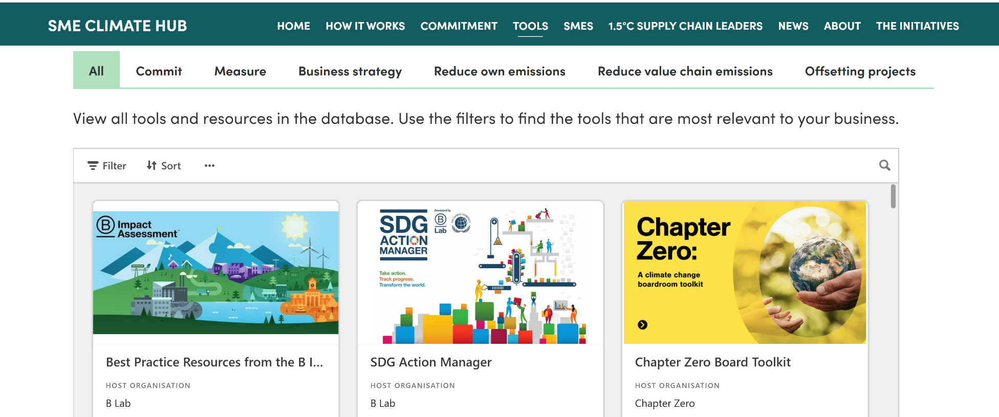 SME CLIMATE HUB
HOME HOW IT WORKS COMMITMENT TOOLS SMES 1.5°C SUPPLY CHAIN LEADERS NEWS ABOUT THE INITIATIVES
All Commit Measure Business strategy Reduce own emissions Reduce value chain emissions Offsetting projects
View all tools and resources in the database. Use the filters to find the tools that are most relevant to your business.
Filter Sort ...
B Impact
Assessment™
SDG
ACTION
MANAGER
Developed by
B
Lab
Take action.
Track progress.
Transform the world.
Chapter
Zero:
A climate change
boardroom toolkit
Best Practice Resources from the B I...
HOST ORGANISATION
B Lab
SDG Action Manager
HOST ORGANISATION
B Lab
Chapter Zero Board Toolkit
HOST ORGANISATION
Chapter Zero